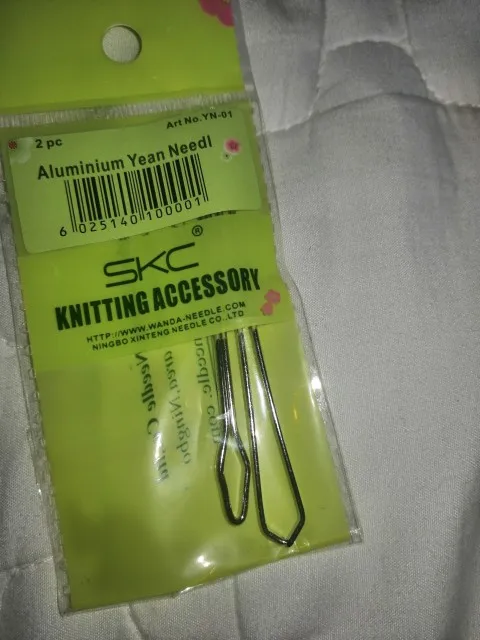 Art No. YN-01
2 pc
Aluminium Yean Needl
6 025140 100001
SKC®
KNITTING ACCESSORY
HTTP://WWW.WANDA-NEEDLE.COM
NINGBO XINTENG NEEDLE CO.,LTD